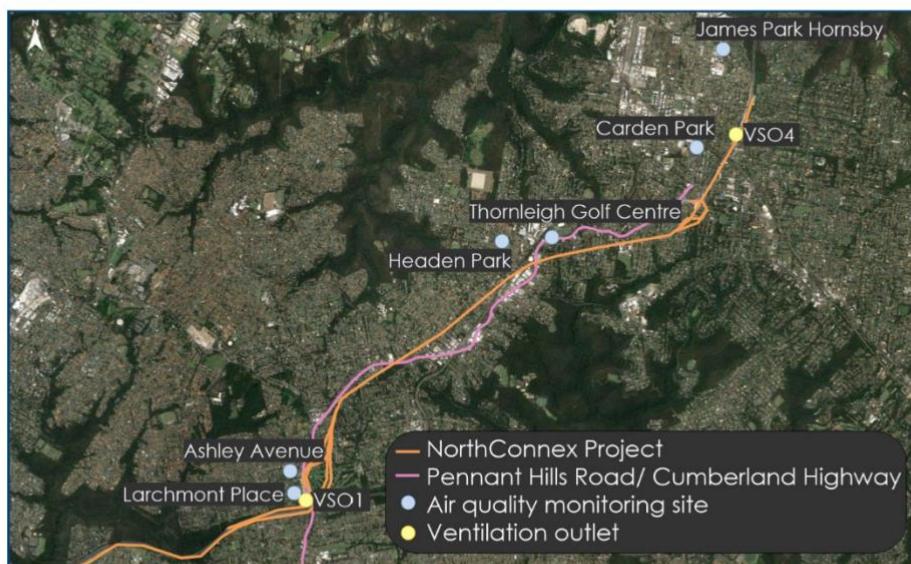 N
James Park Hornsby
Carden Park
VSO4
Thornleigh Golf Centre
Headen Park
Ashley Avenue
Larchmont Place
VSO1
NorthConnex Project
Pennant Hills Road/ Cumberland Highway
Air quality monitoring site
Ventilation outlet